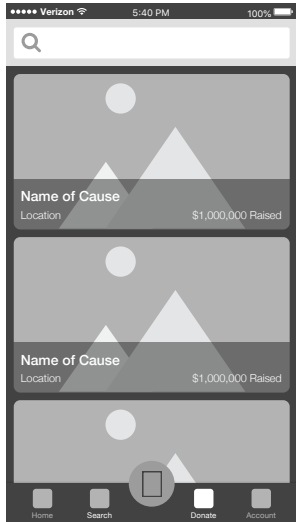 Verizon 5:40 PM 100%
Name of Cause
Location $1,000,000 Raised
Name of Cause
Location $1,000,000 Raised
Home Search Donate Account